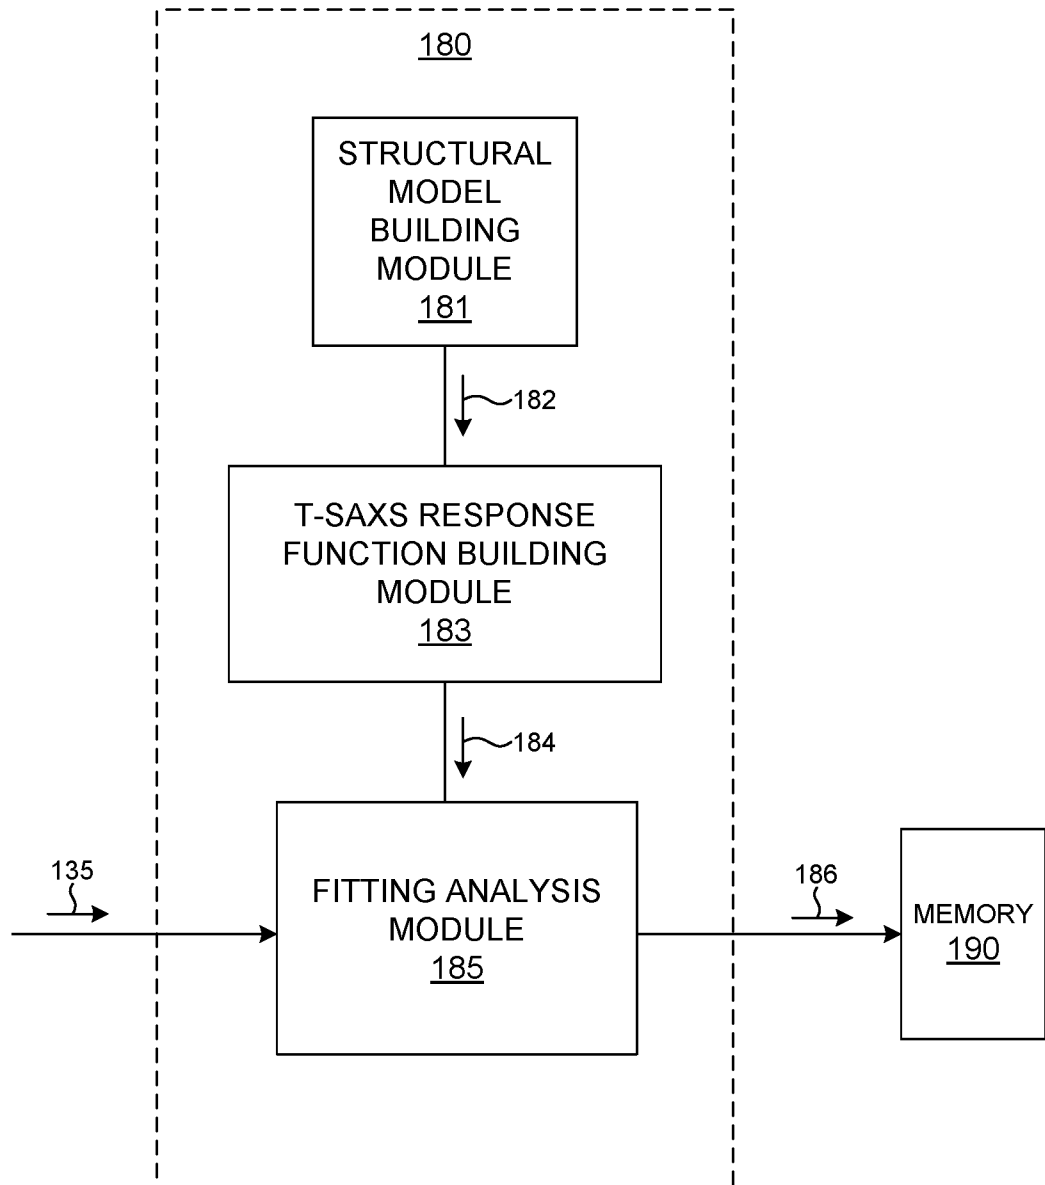 180
STRUCTURAL
MODEL
BUILDING
MODULE
181
182
T-SAXS RESPONSE
FUNCTION BUILDING
MODULE
183
184
135
FITTING ANALYSIS
MODULE
185
186
MEMORY
190